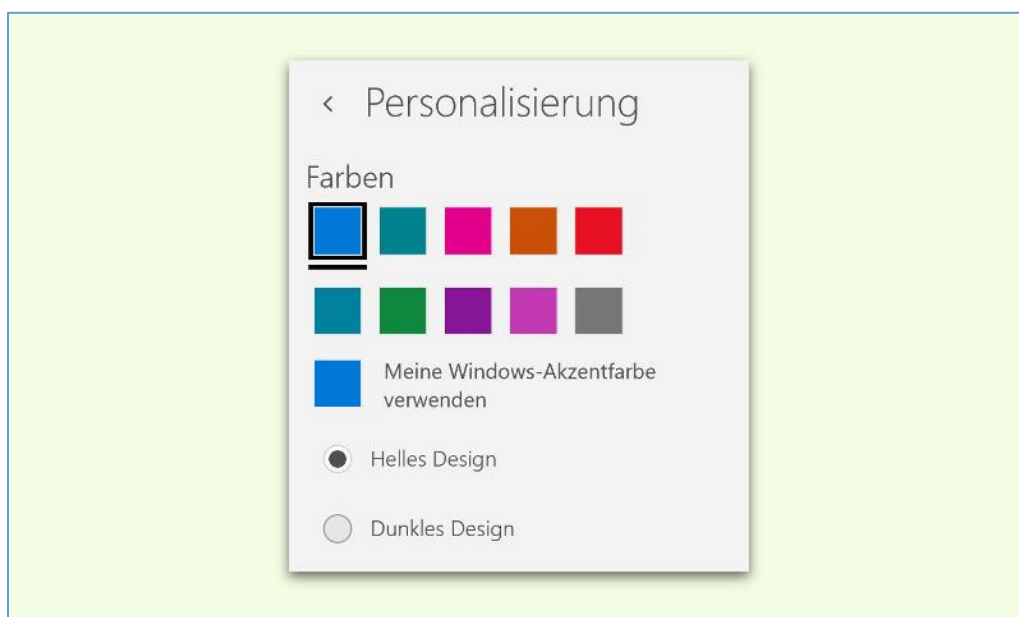 Personalisierung
Farben
Meine Windows-Akzentfarbe
verwenden
Helles Design
Dunkles Design